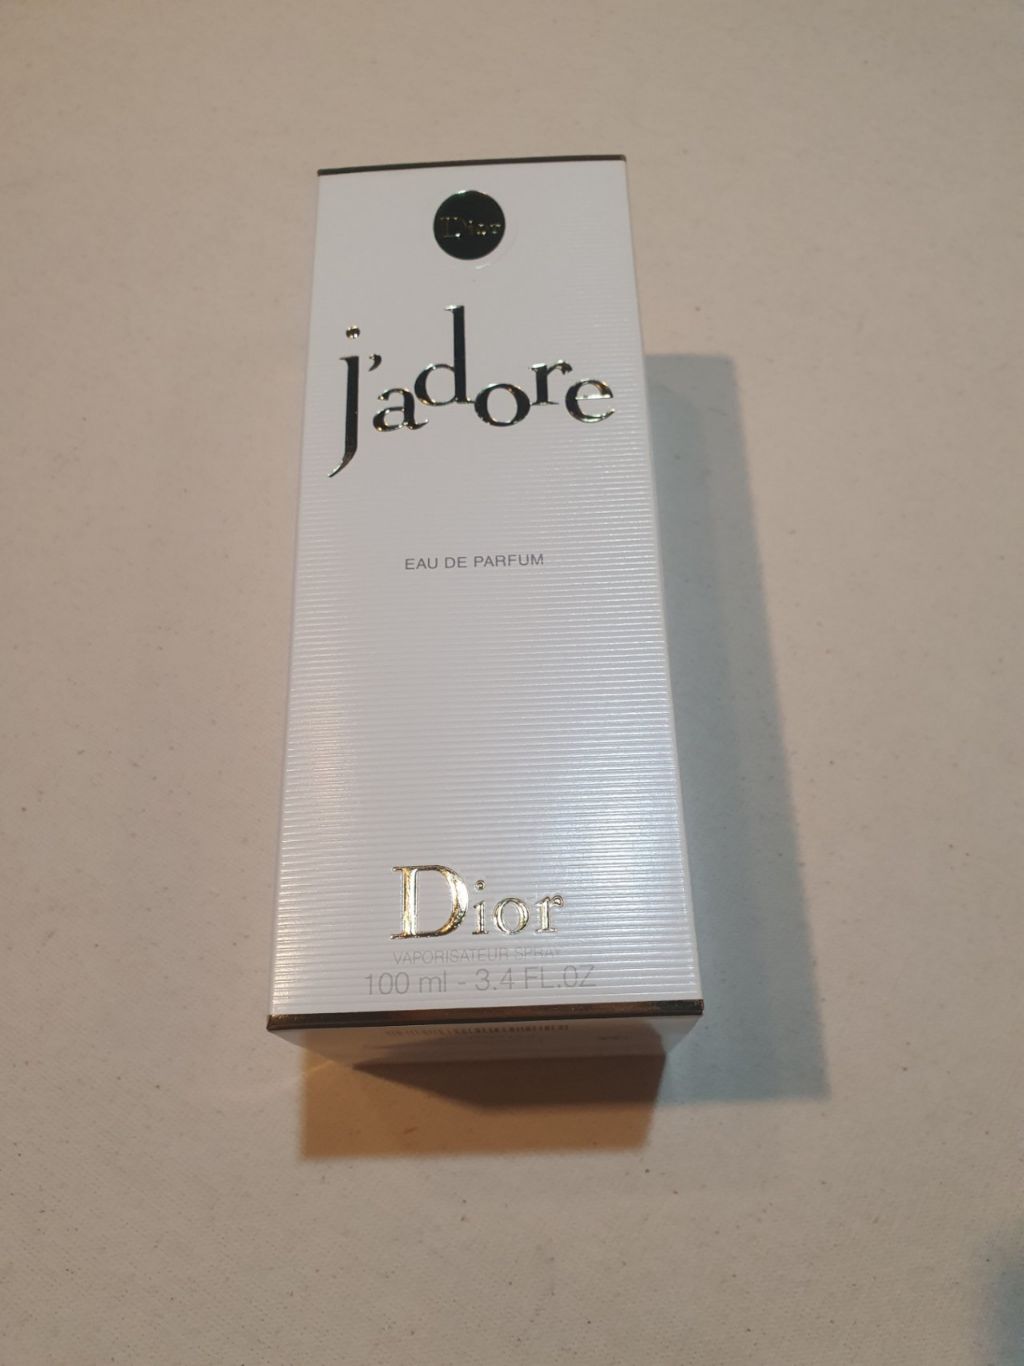 Dior
j'adore
EAU DE PARFUM
Dior
VAPORISATEUR SPRAY
100 ml - 3.4 FL.OZ